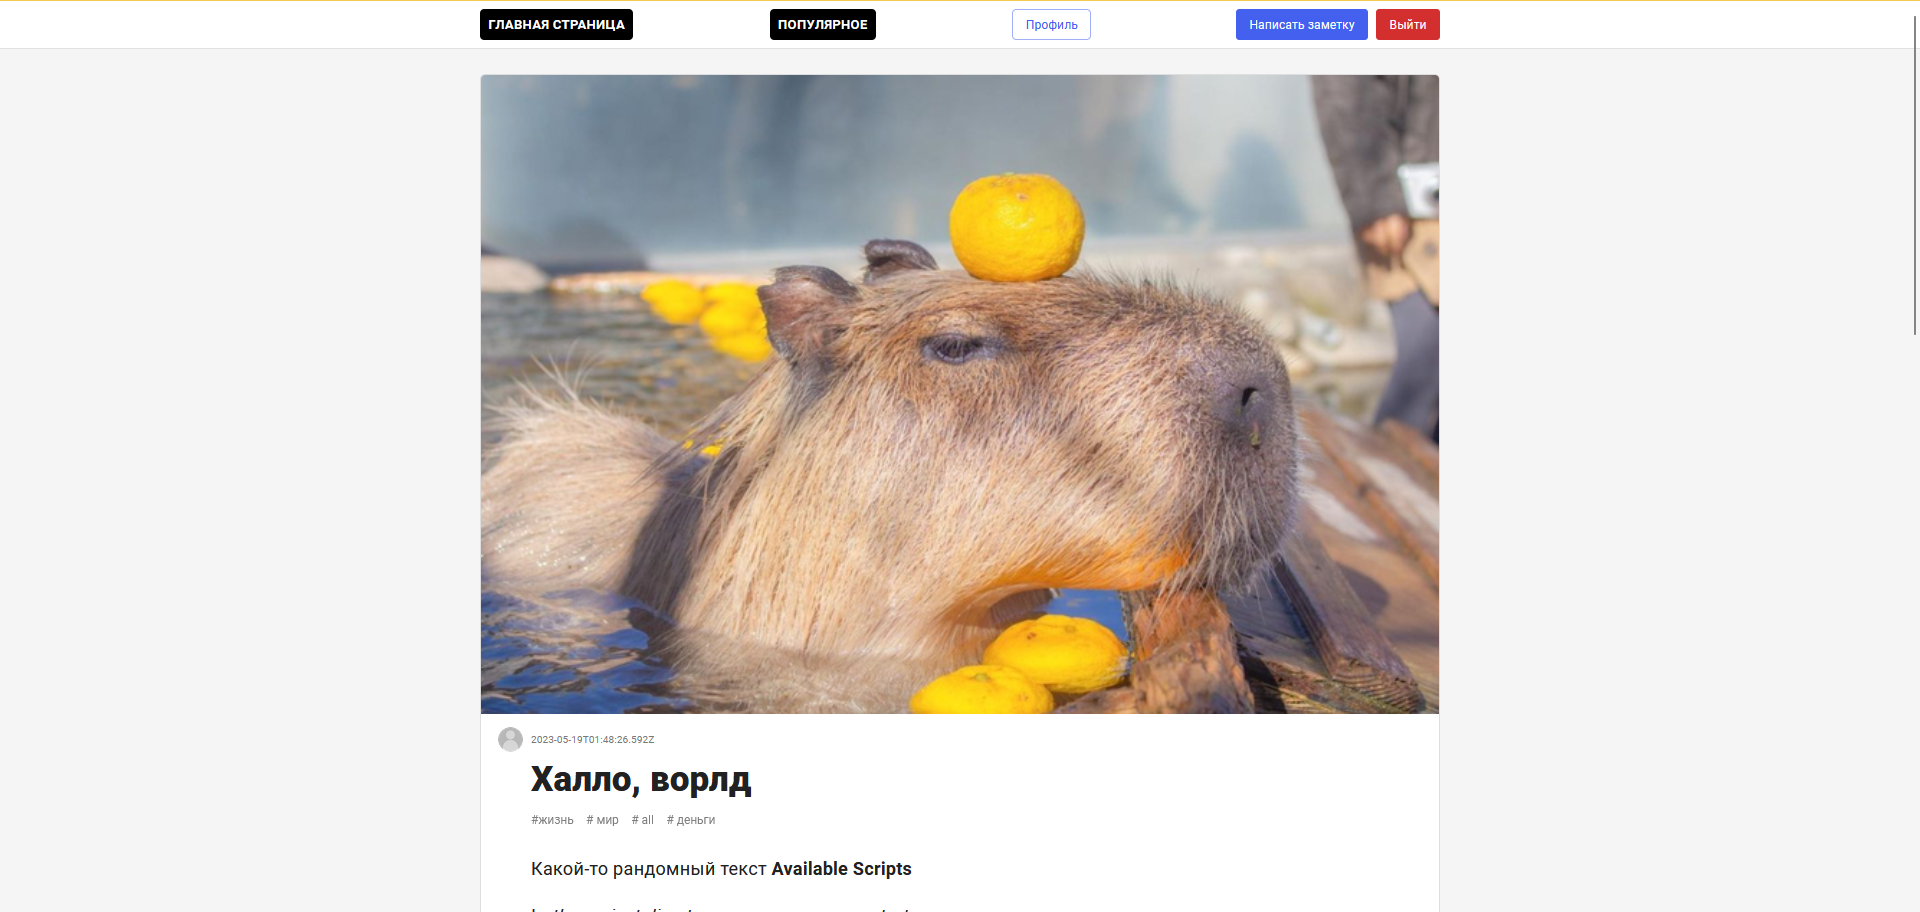 ГЛАВНАЯ СТРАНИЦА ПОПУЛЯРНОЕ Профиль Написать заметку Выйти
2023-05-19T01:48:26.592Z
Халло, ворлд
#жизнь # мир # all # деньги
Какой-то рандомный текст Available Scripts